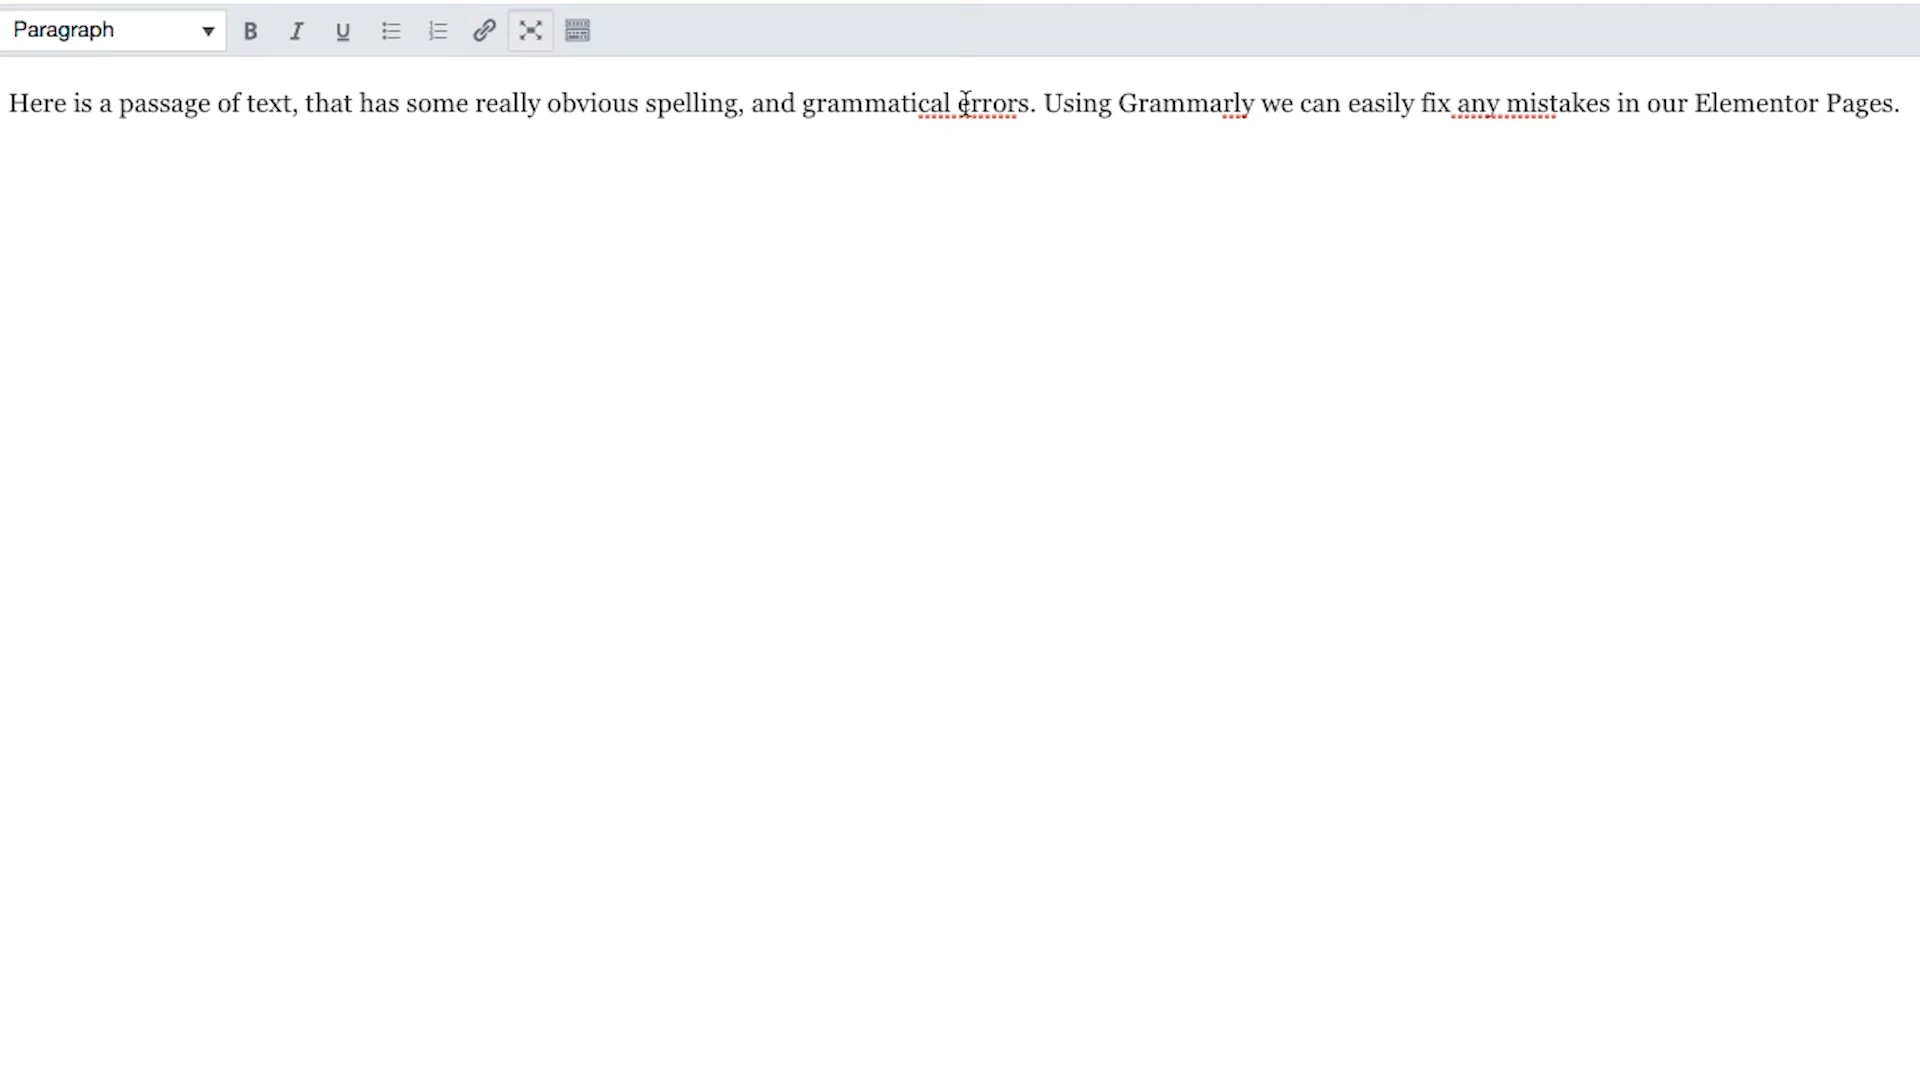 Paragraph
B I U
Here is a passage of text, that has some really obvious spelling, and grammatical errors. Using Grammarly we can easily fix any mistakes in our Elementor Pages.